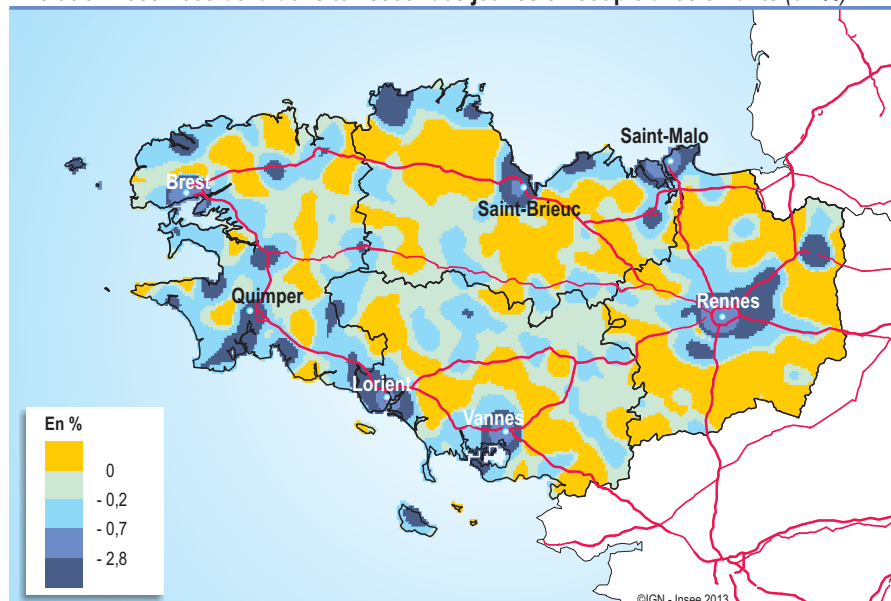 Saint-Malo
Brest
Saint-Brieuc
Quimper
Rennes
Lorient
Vannes
En %
0
- 0,2
- 0,7
- 2,8
©IGN - Insee 2013